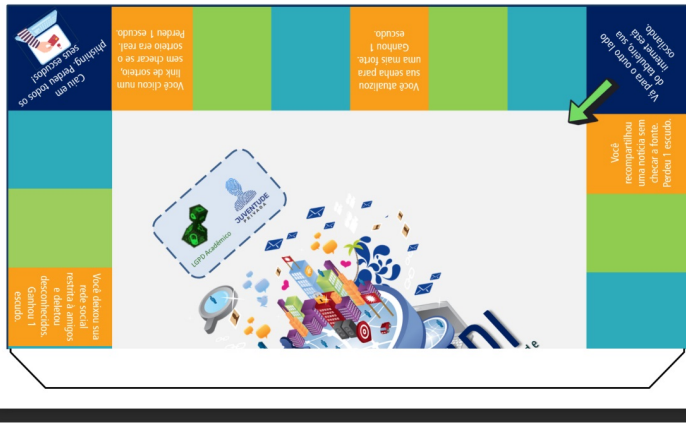 Caiu em
phishing. Perdeu todos os
seus escudos!
Você clicou num
link de sorteio,
sem checar se o
sorteio era real.
Perdeu 1 escudo.
Você atualizou
sua senha para
uma mais forte.
Ganhou 1
escudo.
Vá para o outro lado
do tabuleiro, sua
internet está
oscilando.
Você
recompartilhou
uma notícia sem
checar a fonte.
Perdeu 1 escudo.
Você deixou sua
rede social
restrita à amigos
e deletou
desconhecidos.
Ganhou 1
escudo.
LGPD Acadêmico
JUVENTUDE
PRIVADA